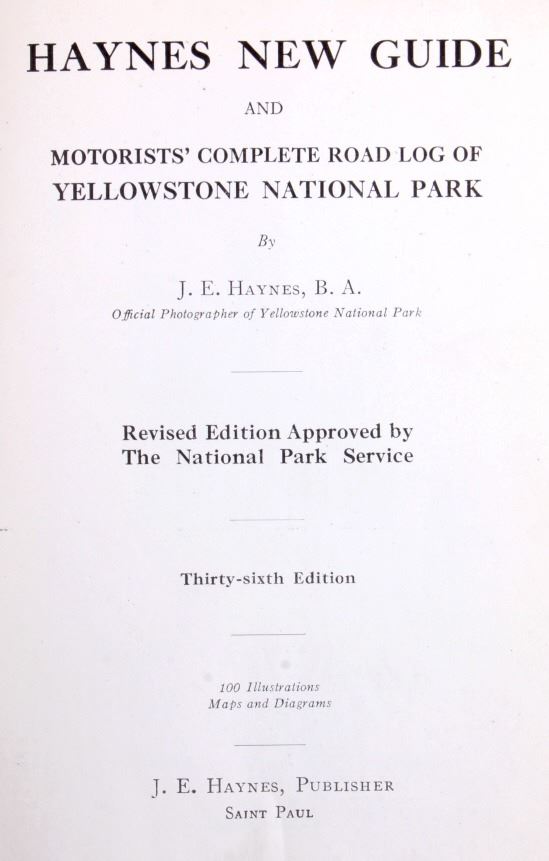 HAYNES NEW GUIDE
AND
MOTORISTS' COMPLETE ROAD LOG OF
YELLOWSTONE NATIONAL PARK
By
J. E. HAYNES, B. A.
Official Photographer of Yellowstone National Park
Revised Edition Approved by
The National Park Service
Thirty-sixth Edition
100 Illustrations
Maps and Diagrams
J. E. HAYNES, PUBLISHER
SAINT PAUL